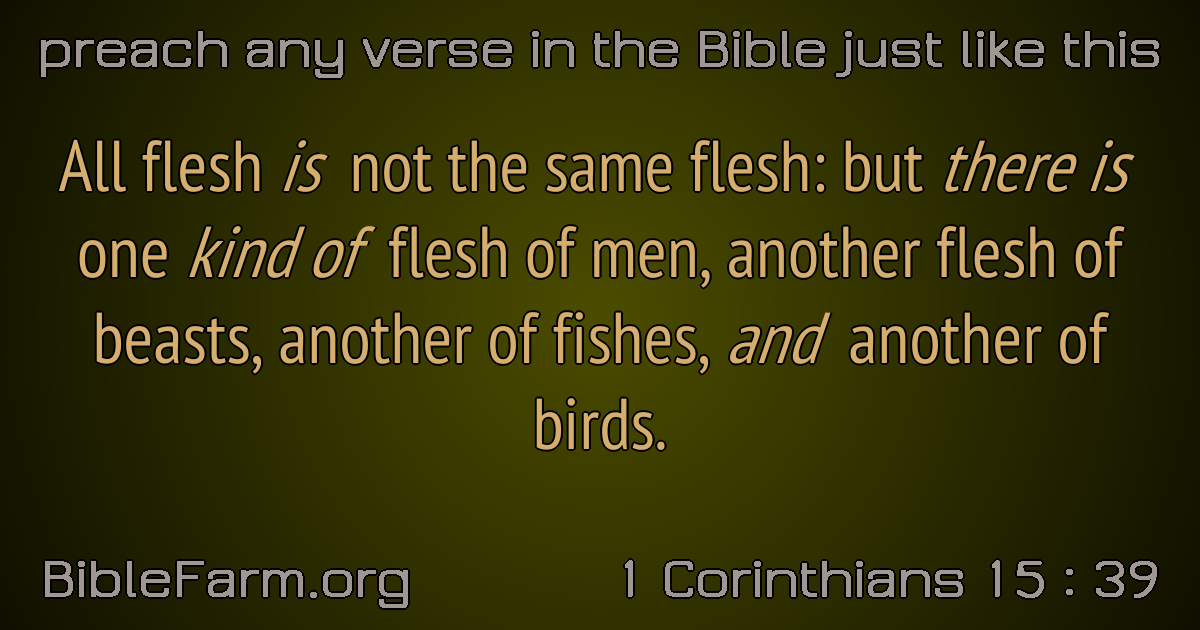 preach any verse in the Bible just like this
All flesh is not the same flesh: but there is
one kind of flesh of men, another flesh of
beasts, another of fishes, and another of
birds.
BibleFarm.org
1 Corinthians 15 : 39